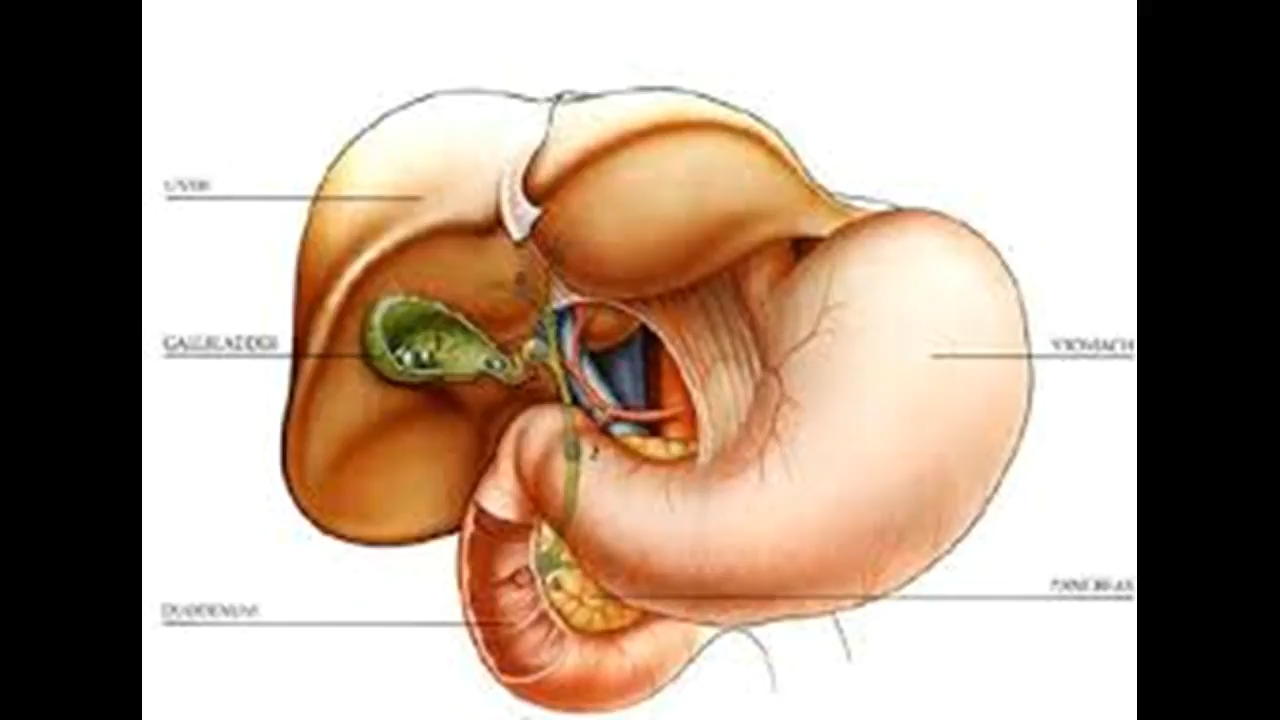 LIVER
GALLBLADDER
STOMACH
PANCREAS
DUODENUM